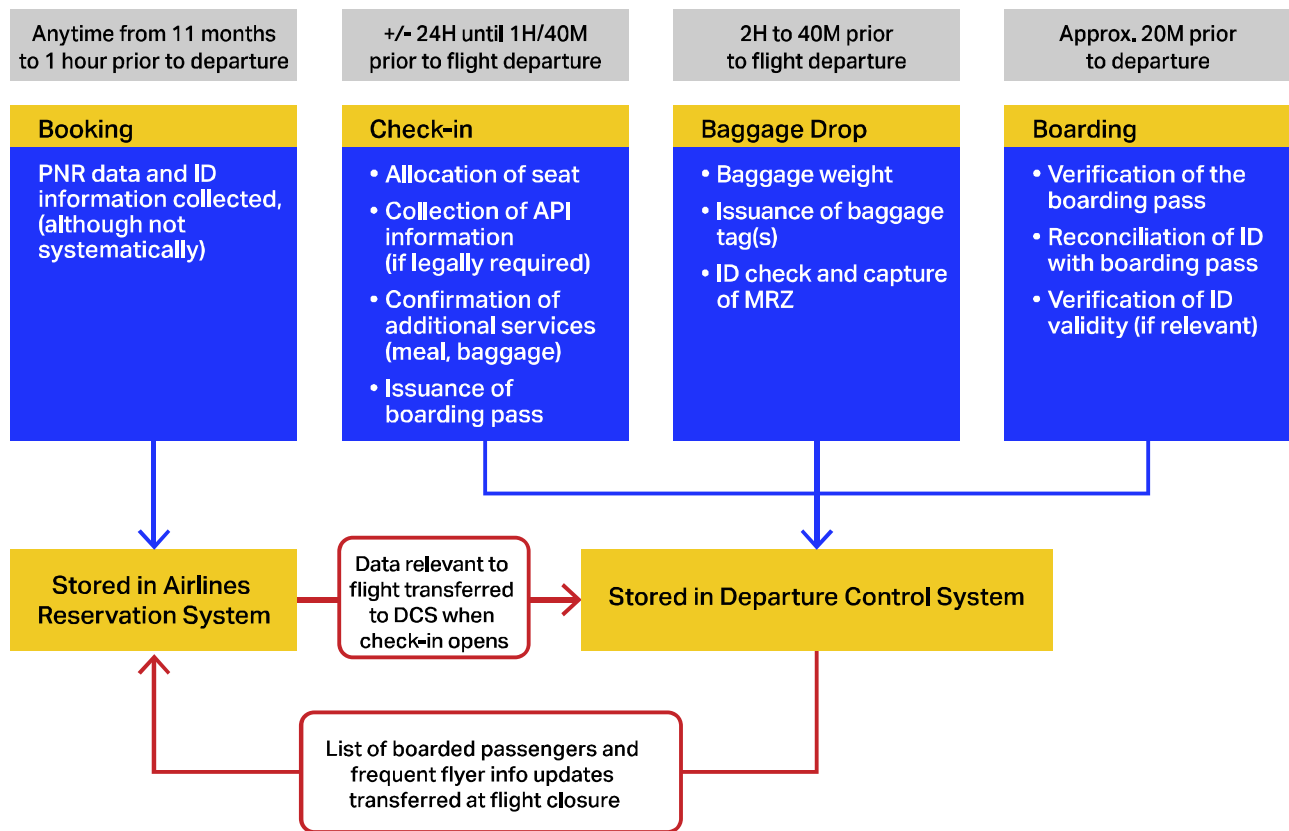 Anytime from 11 months
to 1 hour prior to departure
+/- 24H until 1H/40M
prior to flight departure
2H to 40M prior
to flight departure
Approx. 20M prior
to departure
Booking
PNR data and ID
information collected,
(although not
systematically)
Check-in
• Allocation of seat
• Collection of API
information
(if legally required)
• Confirmation of
additional services
(meal, baggage)
• Issuance of
boarding pass
Baggage Drop
• Baggage weight
• Issuance of baggage
tag(s)
• ID check and capture
of MRZ
Boarding
• Verification of the
boarding pass
• Reconciliation of ID
with boarding pass
• Verification of ID
validity (if relevant)
Stored in Airlines
Reservation System
Data relevant to
flight transferred
to DCS when
check-in opens
Stored in Departure Control System
List of boarded passengers and
frequent flyer info updates
transferred at flight closure